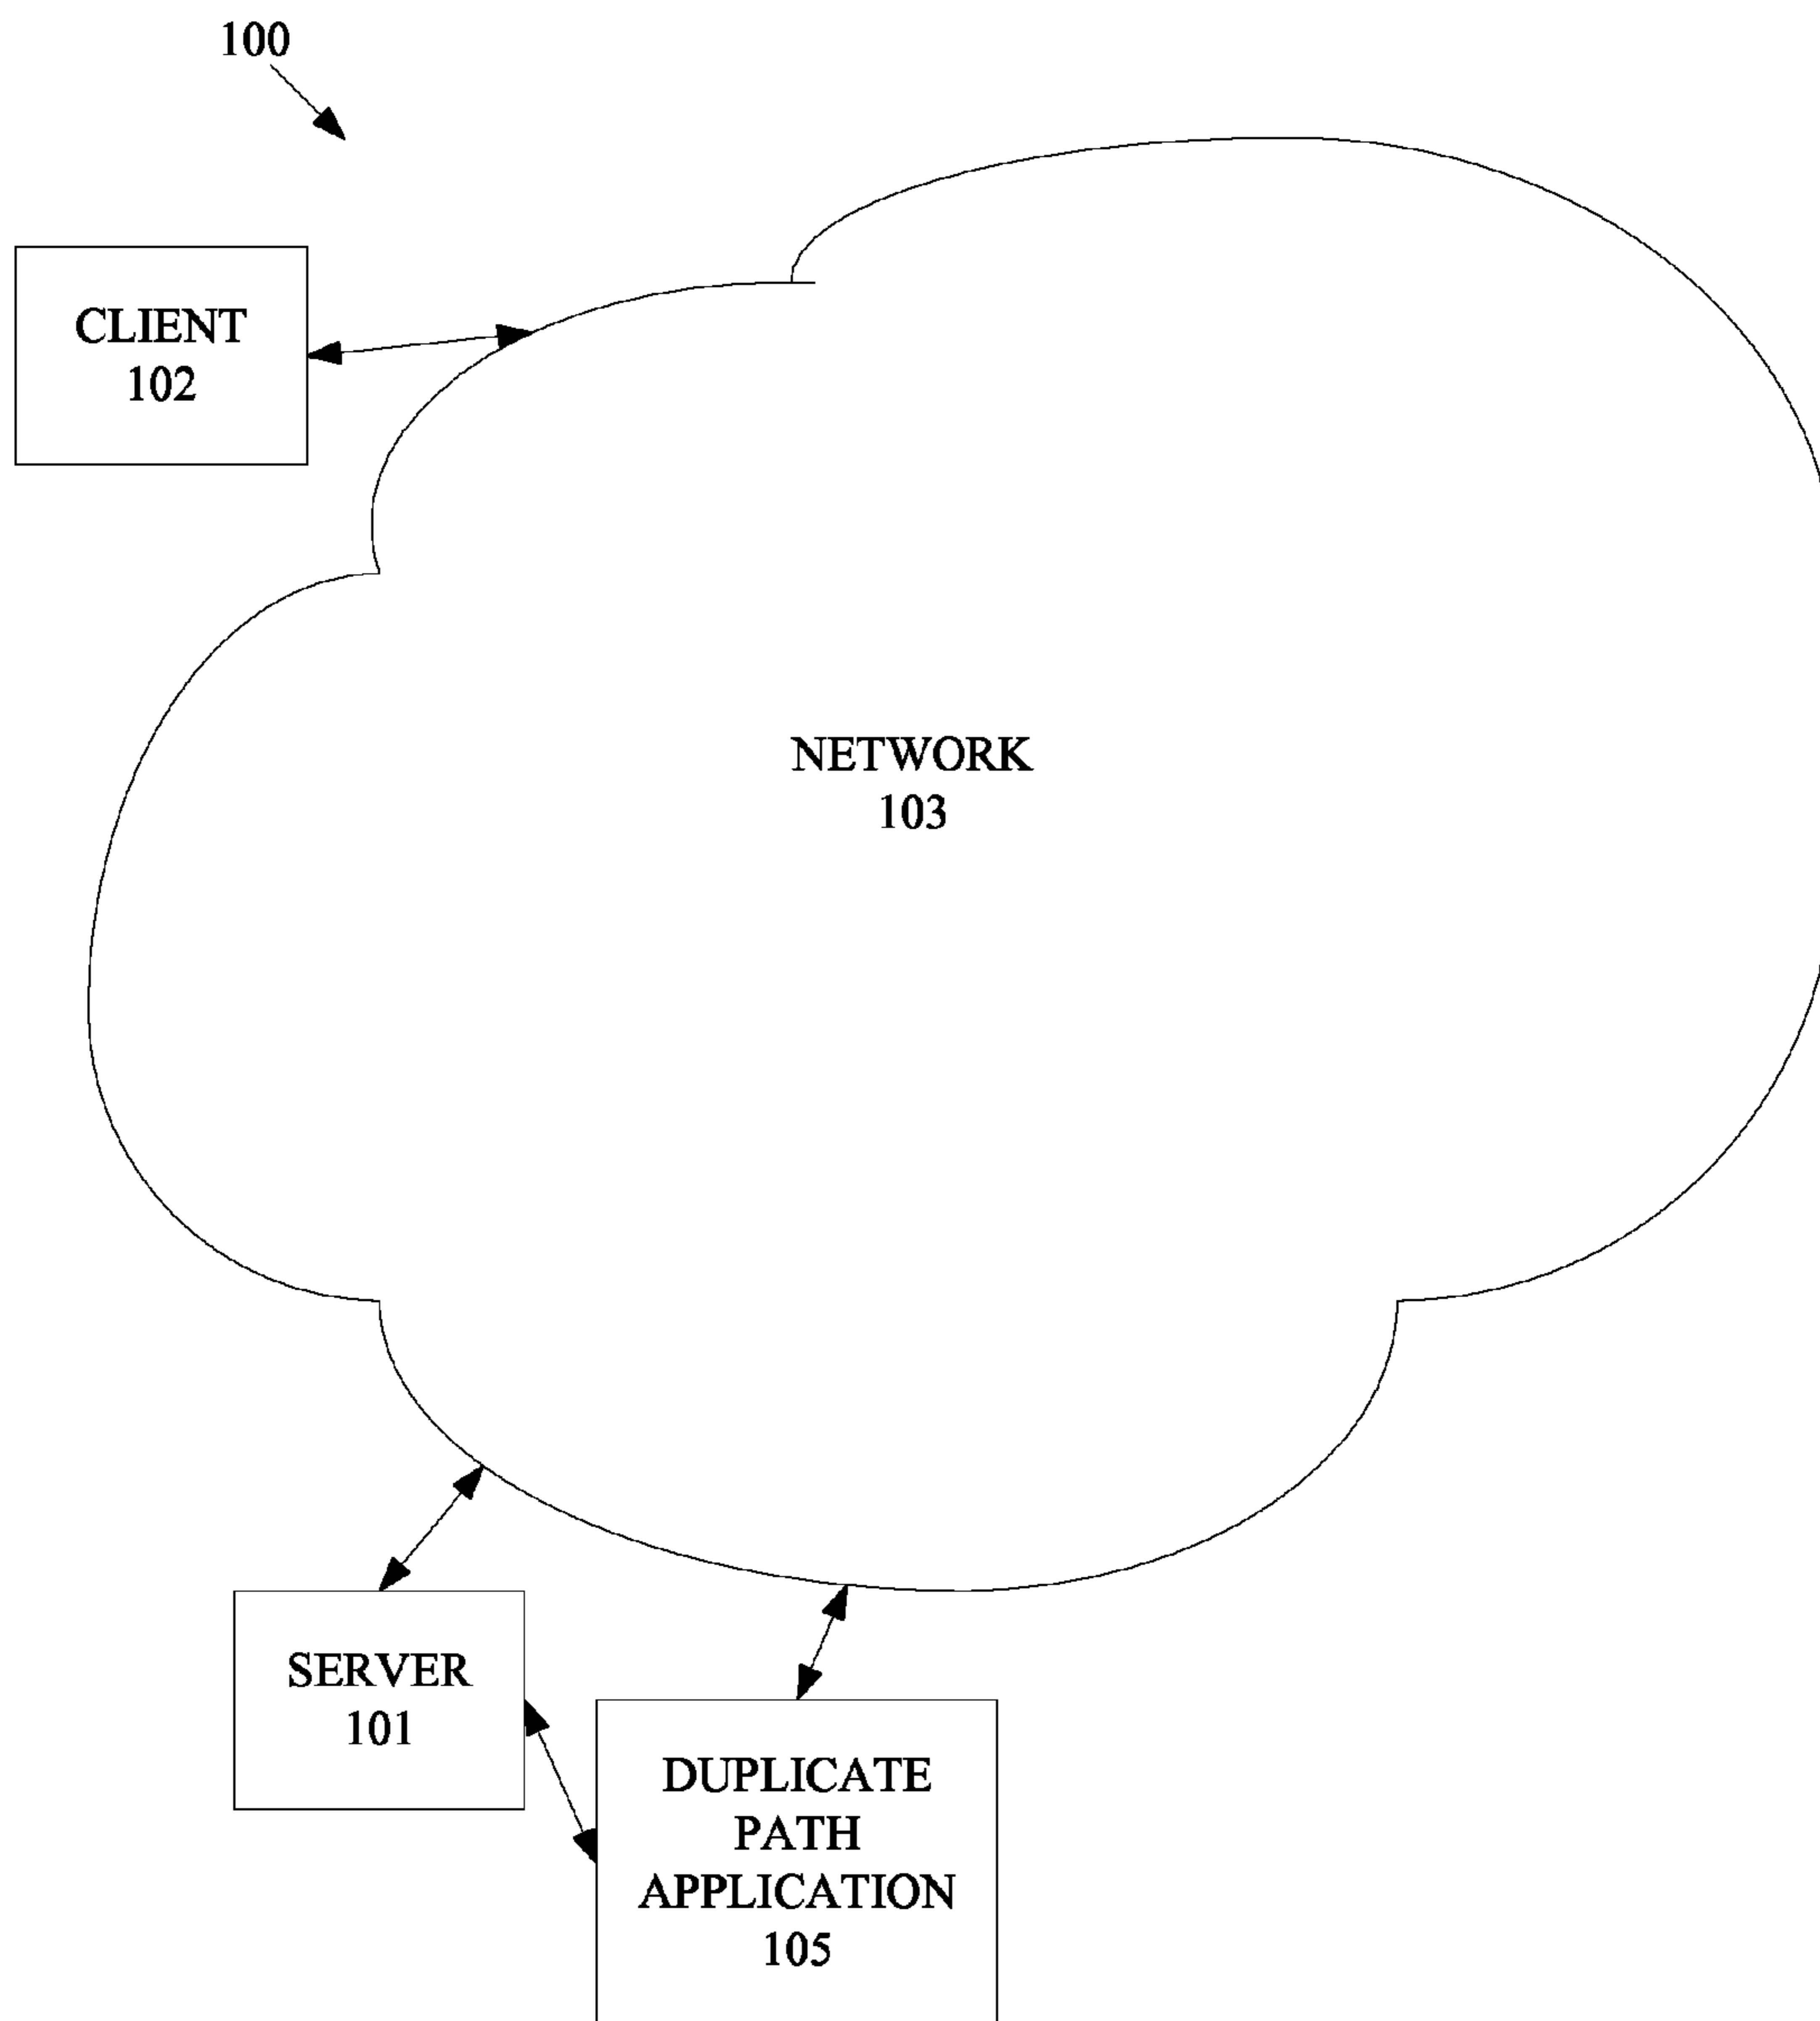 100
CLIENT
102
NETWORK
103
SERVER
101
DUPLICATE
PATH
APPLICATION
105